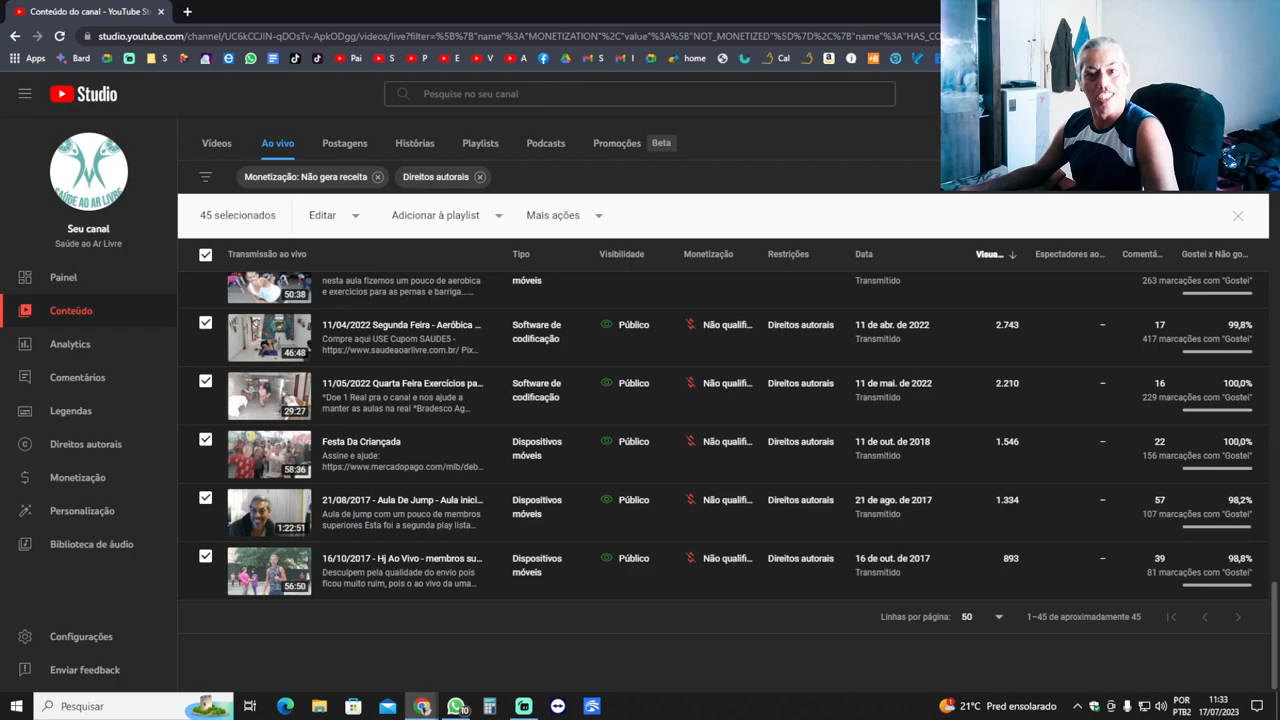 Conteúdo do canal - YouTube St
studio.youtube.com/channel/UC6kCCJIN-qDOsTv-ApkODgg/videos/live?filter=%5B%7B"name"%3A"MONETIZATION"%2C"value"%3A%5B"NOT_MONETIZED"%5D%7D%2C%7B"name"%3A"HAS_CO
Apps Bard S P Pai S P E V A M S M I home Cal S
Studio
Pesquise no seu canal
SAÚDE AO AR LIVRE
Seu canal
Saúde ao Ar Livre
Painel
Conteúdo
Analytics
Comentários
Legendas
Direitos autorais
Monetização
Personalização
Biblioteca de áudio
Configurações
Enviar feedback
Vídeos Ao vivo Postagens Histórias Playlists Podcasts Promoções Beta
Monetização: Não gera receita Direitos autorais
45 selecionados Editar Adicionar à playlist Mais ações
Transmissão ao vivo Tipo Visibilidade Monetização Restrições Data Visua... Espectadores ao... Comentá... Gostei x Não go...
nesta aula fizemos um pouco de aerobica móveis Transmitido 263 marcações com "Gostei"
e exercicios para as pernas e barriga....
50:38
11/04/2022 Segunda Feira - Aeróbica ... Software de Público Não qualifi... Direitos autorais 11 de abr. de 2022 2.743 – 17 99,8%
Compre aqui USE Cupom SAUDE5 - codificação Transmitido 417 marcações com "Gostei"
https://www.saudeaoarlivre.com.br/ Pix...
46:48
11/05/2022 Quarta Feira Exercícios pa... Software de Público Não qualifi... Direitos autorais 11 de mai. de 2022 2.210 – 16 100,0%
*Doe 1 Real pra o canal e nos ajude a codificação Transmitido 229 marcações com "Gostei"
manter as aulas na real *Bradesco Ag...
29:27
Festa Da Criançada Dispositivos Público Não qualifi... Direitos autorais 11 de out. de 2018 1.546 – 22 100,0%
Assine e ajude: móveis Transmitido 156 marcações com "Gostei"
https://www.mercadopago.com/mlb/deb...
58:36
21/08/2017 - Aula De Jump - Aula inici... Dispositivos Público Não qualifi... Direitos autorais 21 de ago. de 2017 1.334 – 57 98,2%
Aula de jump com um pouco de membros móveis Transmitido 107 marcações com "Gostei"
superiores Esta foi a segunda play lista...
1:22:51
16/10/2017 - Hj Ao Vivo - membros su... Dispositivos Público Não qualifi... Direitos autorais 16 de out. de 2017 893 – 39 98,8%
Desculpem pela qualidade do envio pois móveis Transmitido 81 marcações com "Gostei"
ficou muito ruim, pois o ao vivo da uma...
56:50
Linhas por página: 50 1–45 de aproximadamente 45
Pesquisar
10
21°C Pred ensolarado
POR
PTB2
11:33
17/07/2023